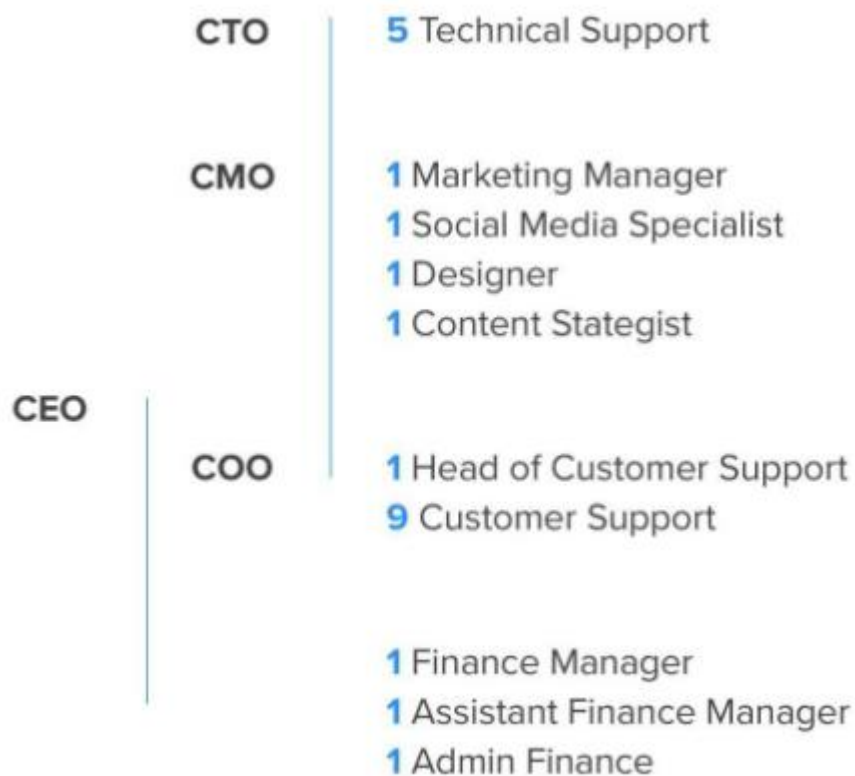 CTO 5 Technical Support
CMO 1 Marketing Manager
1 Social Media Specialist
1 Designer
1 Content Stategist
CEO
COO 1 Head of Customer Support
9 Customer Support
1 Finance Manager
1 Assistant Finance Manager
1 Admin Finance